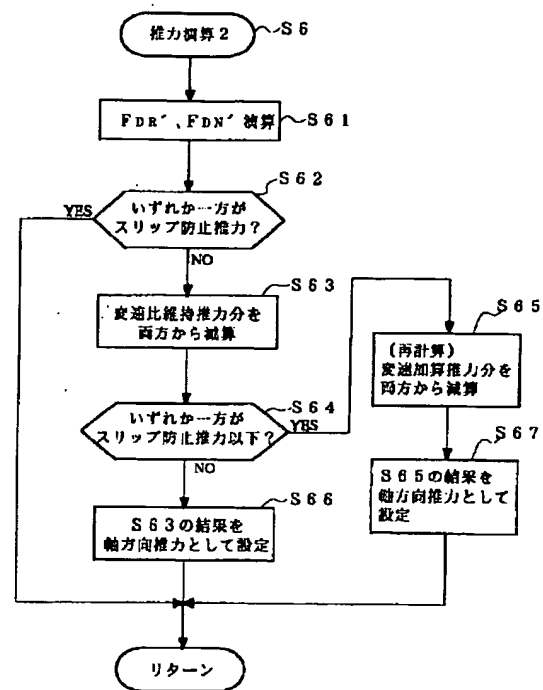 推力演算2
S6
FDR´、FDN´演算
S61
いずれか一方が
スリップ防止推力?
S62
YES
NO
変速比維持推力分を
両方から減算
S63
いずれか一方が
スリップ防止推力以下?
S64
YES
NO
(再計算)
変速加算推力分を
両方から減算
S65
S63の結果を
軸方向推力として設定
S66
S65の結果を
軸方向推力として
設定
S67
リターン